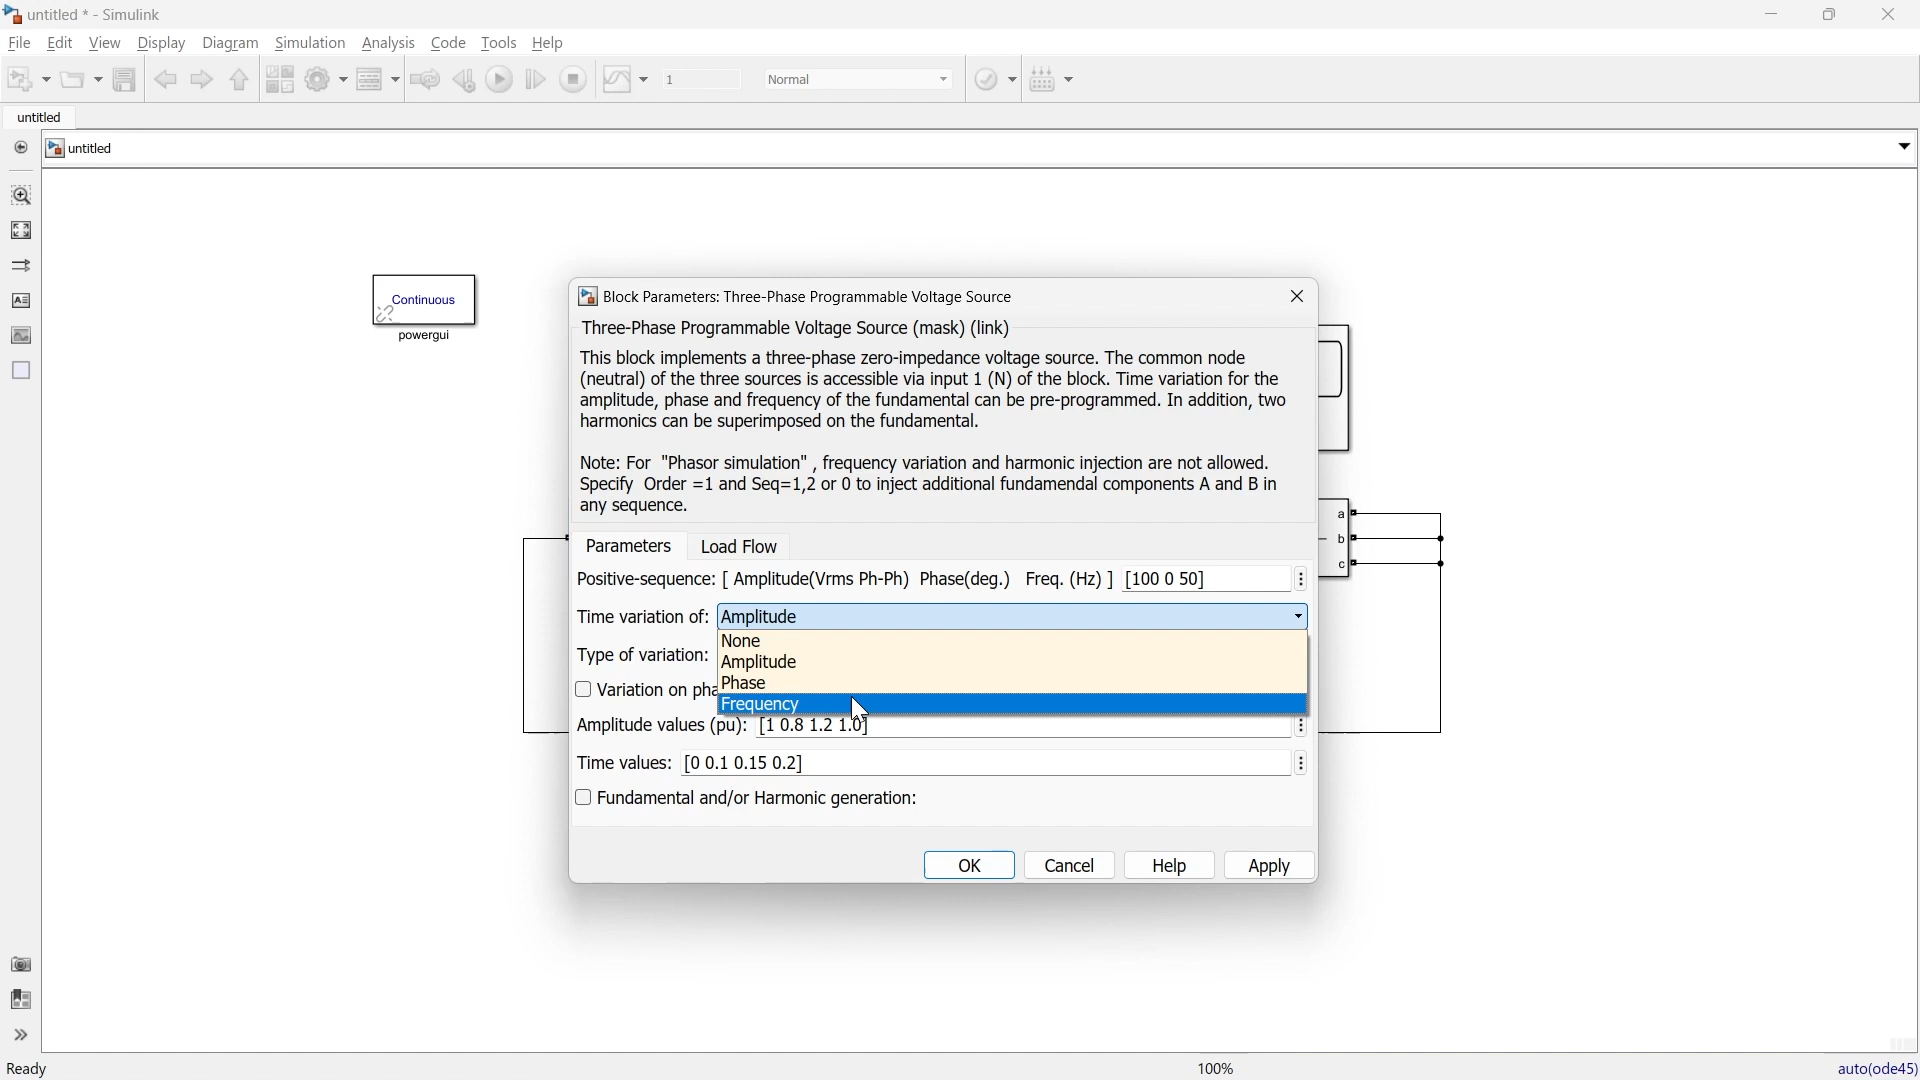 untitled * - Simulink
File Edit View Display Diagram Simulation Analysis Code Tools Help
1 Normal
untitled
untitled
Continuous
powergui
Block Parameters: Three-Phase Programmable Voltage Source
Three-Phase Programmable Voltage Source (mask) (link)
This block implements a three-phase zero-impedance voltage source. The common node
(neutral) of the three sources is accessible via input 1 (N) of the block. Time variation for the
amplitude, phase and frequency of the fundamental can be pre-programmed. In addition, two
harmonics can be superimposed on the fundamental.
Note: For "Phasor simulation" , frequency variation and harmonic injection are not allowed.
Specify Order =1 and Seq=1,2 or 0 to inject additional fundamendal components A and B in
any sequence.
Parameters Load Flow
Positive-sequence: [ Amplitude(Vrms Ph-Ph) Phase(deg.) Freq. (Hz) ] [100 0 50]
Time variation of: Amplitude
None
Type of variation:
Amplitude
Phase
Variation on pha
Frequency
Amplitude values (pu): [1 0.8 1.2 1.0]
Time values: [0 0.1 0.15 0.2]
Fundamental and/or Harmonic generation:
OK Cancel Help Apply
a
b
c
Ready 100% auto(ode45)